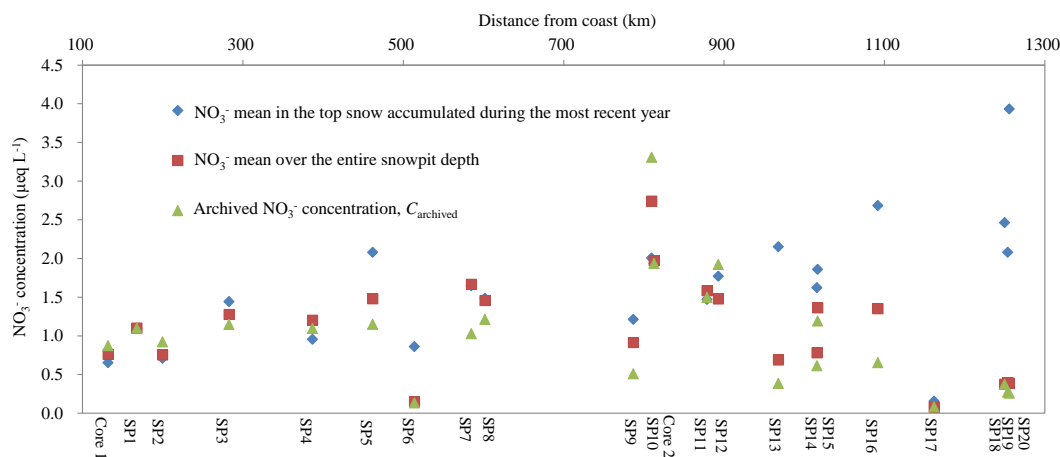 Distance from coast (km)
100 300 500 700 900 1100 1300
NO₃⁻ concentration (µeq L⁻¹)
4.5
4.0
3.5
3.0
2.5
2.0
1.5
1.0
0.5
0.0
NO₃⁻ mean in the top snow accumulated during the most recent year
NO₃⁻ mean over the entire snowpit depth
Archived NO₃⁻ concentration, C_archived
Core 1
SP1
SP2
SP3
SP4
SP5
SP6
SP7
SP8
SP9
SP10
Core 2
SP11
SP12
SP13
SP14
SP15
SP16
SP17
SP18
SP19
SP20